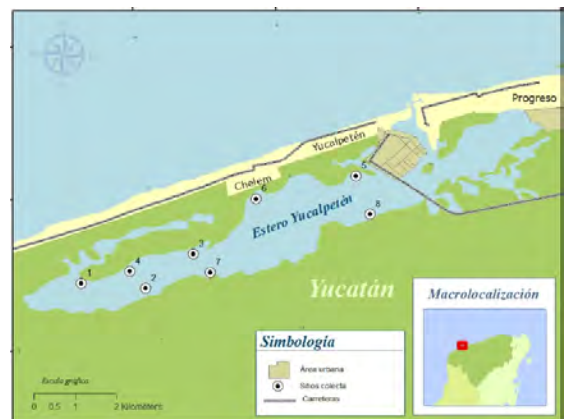 Progreso
Yucalpetén
Chelem
5
6
8
Estero Yucalpetén
3
4
7
1
2
Yucatán
Macrolocalización
Simbología
Área urbana
Sitios colecta
Carreteras
Escala gráfica
0 0.5 1 2 Kilómeters